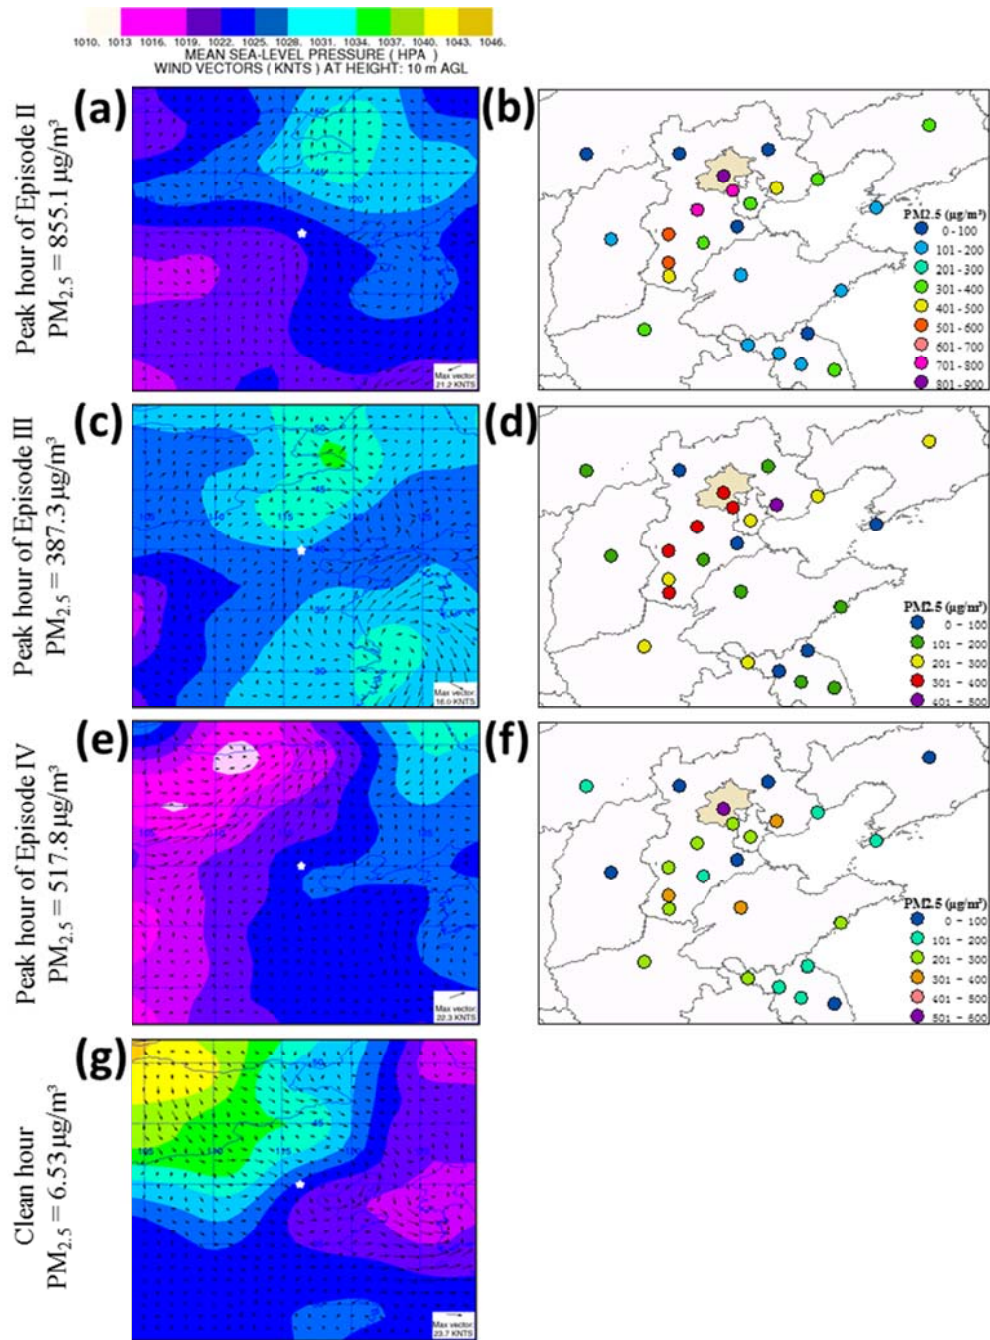 1010. 1013 1016. 1019. 1022. 1025. 1028. 1031. 1034. 1037. 1040. 1043. 1046.
MEAN SEA-LEVEL PRESSURE ( HPA )
WIND VECTORS ( KNTS ) AT HEIGHT: 10 m AGL
Peak hour of Episode II
PM2.5 = 855.1 µg/m³
(a)
Max vector:
21.2 KNTS
(b)
PM2.5 (µg/m³)
0 - 100
101 - 200
201 - 300
301 - 400
401 - 500
501 - 600
601 - 700
701 - 800
801 - 900
Peak hour of Episode III
PM2.5 = 387.3 µg/m³
(c)
Max vector:
16.0 KNTS
(d)
PM2.5 (µg/m³)
0 - 100
101 - 200
201 - 300
301 - 400
401 - 500
Peak hour of Episode IV
PM2.5 = 517.8 µg/m³
(e)
Max vector:
22.3 KNTS
(f)
PM2.5 (µg/m³)
0 - 100
101 - 200
201 - 300
301 - 400
401 - 500
501 - 600
Clean hour
PM2.5 = 6.53 µg/m³
(g)
Max vector:
23.7 KNTS